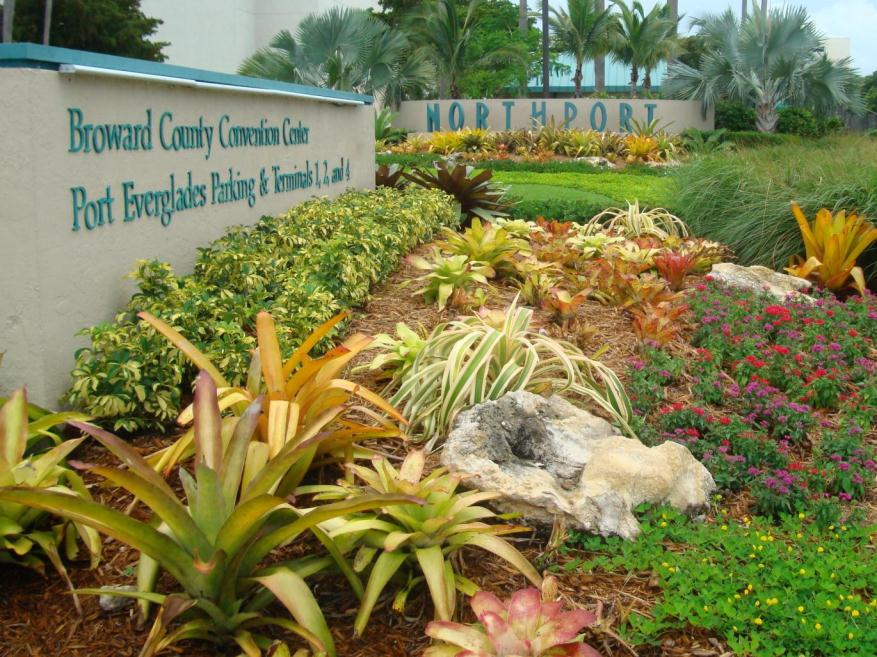 Broward County Convention Center
Port Everglades Parking & Terminals 1, 2, and 4
NORTHPORT